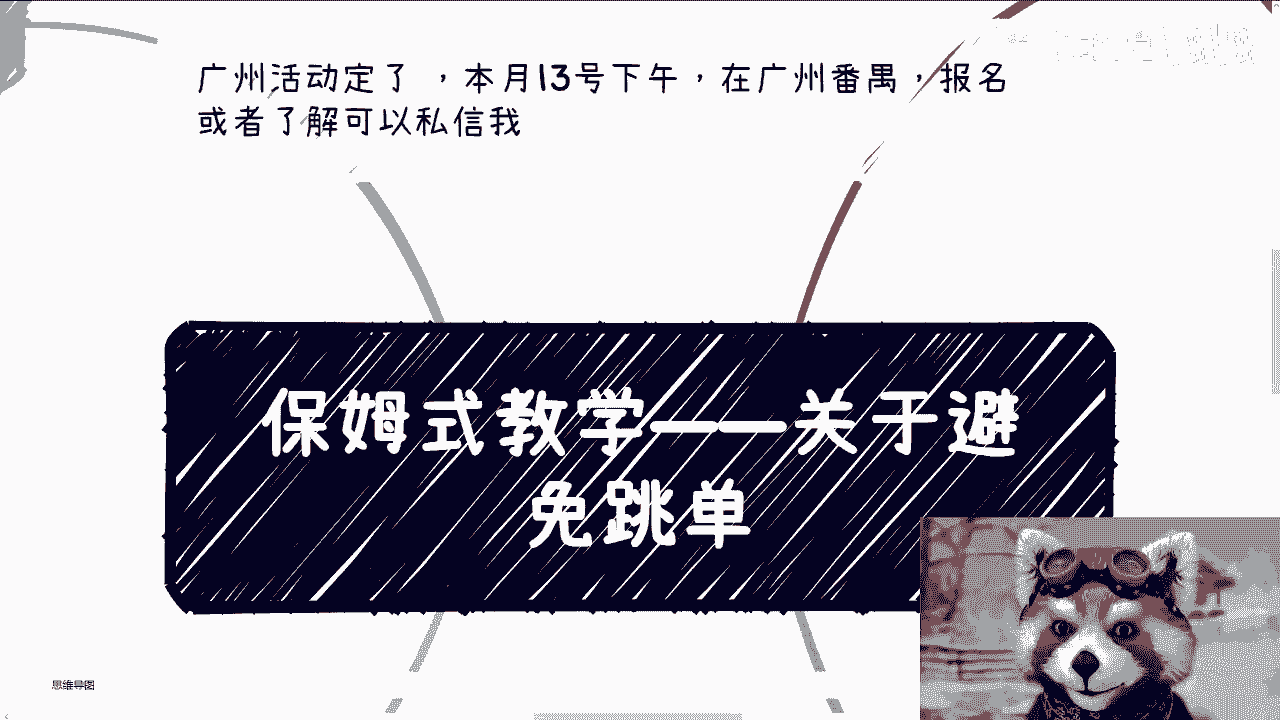 广州活动定了 ，本月13号下午，在广州番禺，报名
或者了解可以私信我
保姆式教学——关于避
免跳单
思维导图